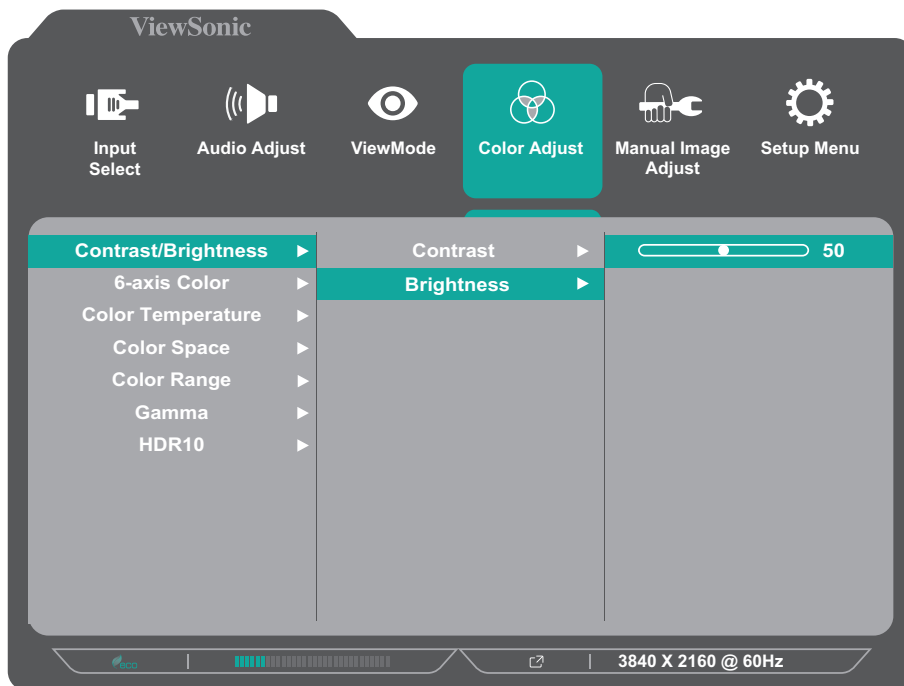 ViewSonic
Input Select
Audio Adjust
ViewMode
Color Adjust
Manual Image Adjust
Setup Menu
Contrast/Brightness
Contrast
50
6-axis Color
Brightness
Color Temperature
Color Space
Color Range
Gamma
HDR10
eco
3840 X 2160 @ 60Hz